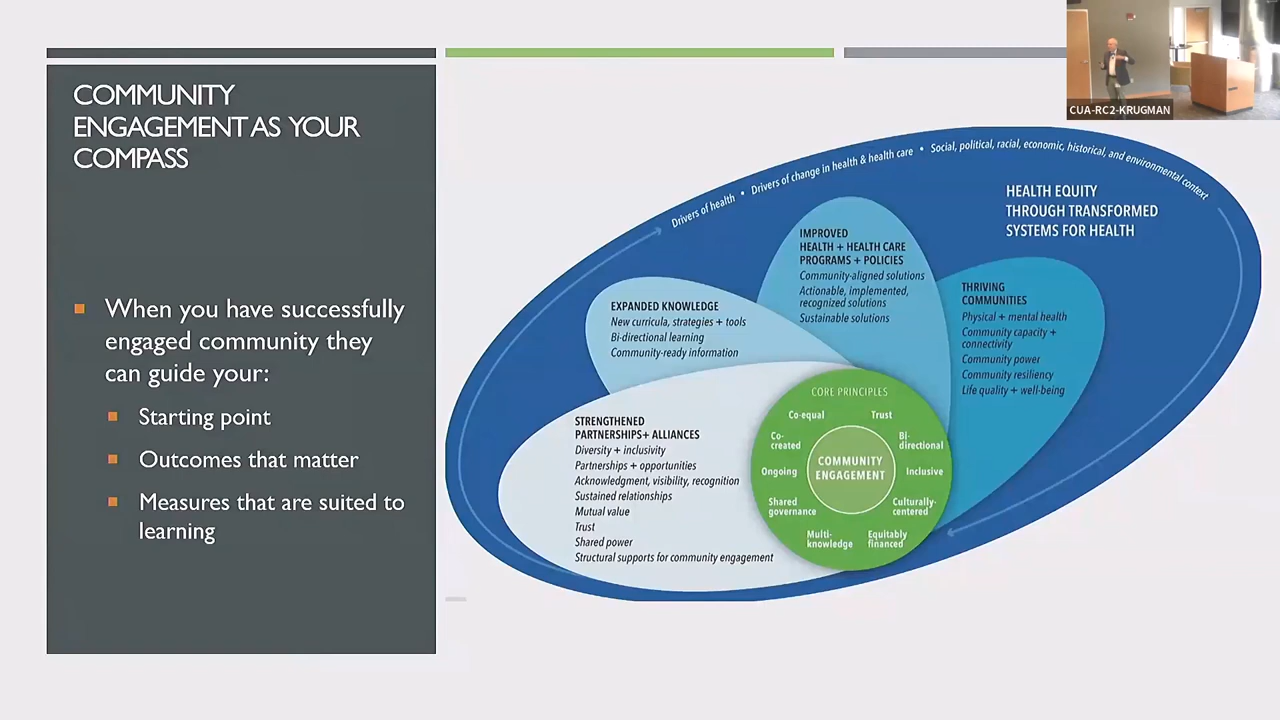 COMMUNITY
ENGAGEMENT AS YOUR
COMPASS
When you have successfully
engaged community they
can guide your:
Starting point
Outcomes that matter
Measures that are suited to
learning
CUA-RC2-KRUGMAN
Drivers of health • Drivers of change in health & health care • Social, political, racial, economic, historical, and environmental context
HEALTH EQUITY
THROUGH TRANSFORMED
SYSTEMS FOR HEALTH
IMPROVED
HEALTH + HEALTH CARE
PROGRAMS + POLICIES
Community-aligned solutions
Actionable, implemented,
recognized solutions
Sustainable solutions
EXPANDED KNOWLEDGE
New curricula, strategies + tools
Bi-directional learning
Community-ready information
THRIVING
COMMUNITIES
Physical + mental health
Community capacity +
connectivity
Community power
Community resiliency
Life quality + well-being
STRENGTHENED
PARTNERSHIPS+ ALLIANCES
Diversity + inclusivity
Partnerships + opportunities
Acknowledgment, visibility, recognition
Sustained relationships
Mutual value
Trust
Shared power
Structural supports for community engagement
CORE PRINCIPLES
Co-equal
Trust
Co-
created
Bi-
directional
Ongoing
COMMUNITY
ENGAGEMENT
Inclusive
Shared
governance
Culturally-
centered
Multi-
knowledge
Equitably
financed